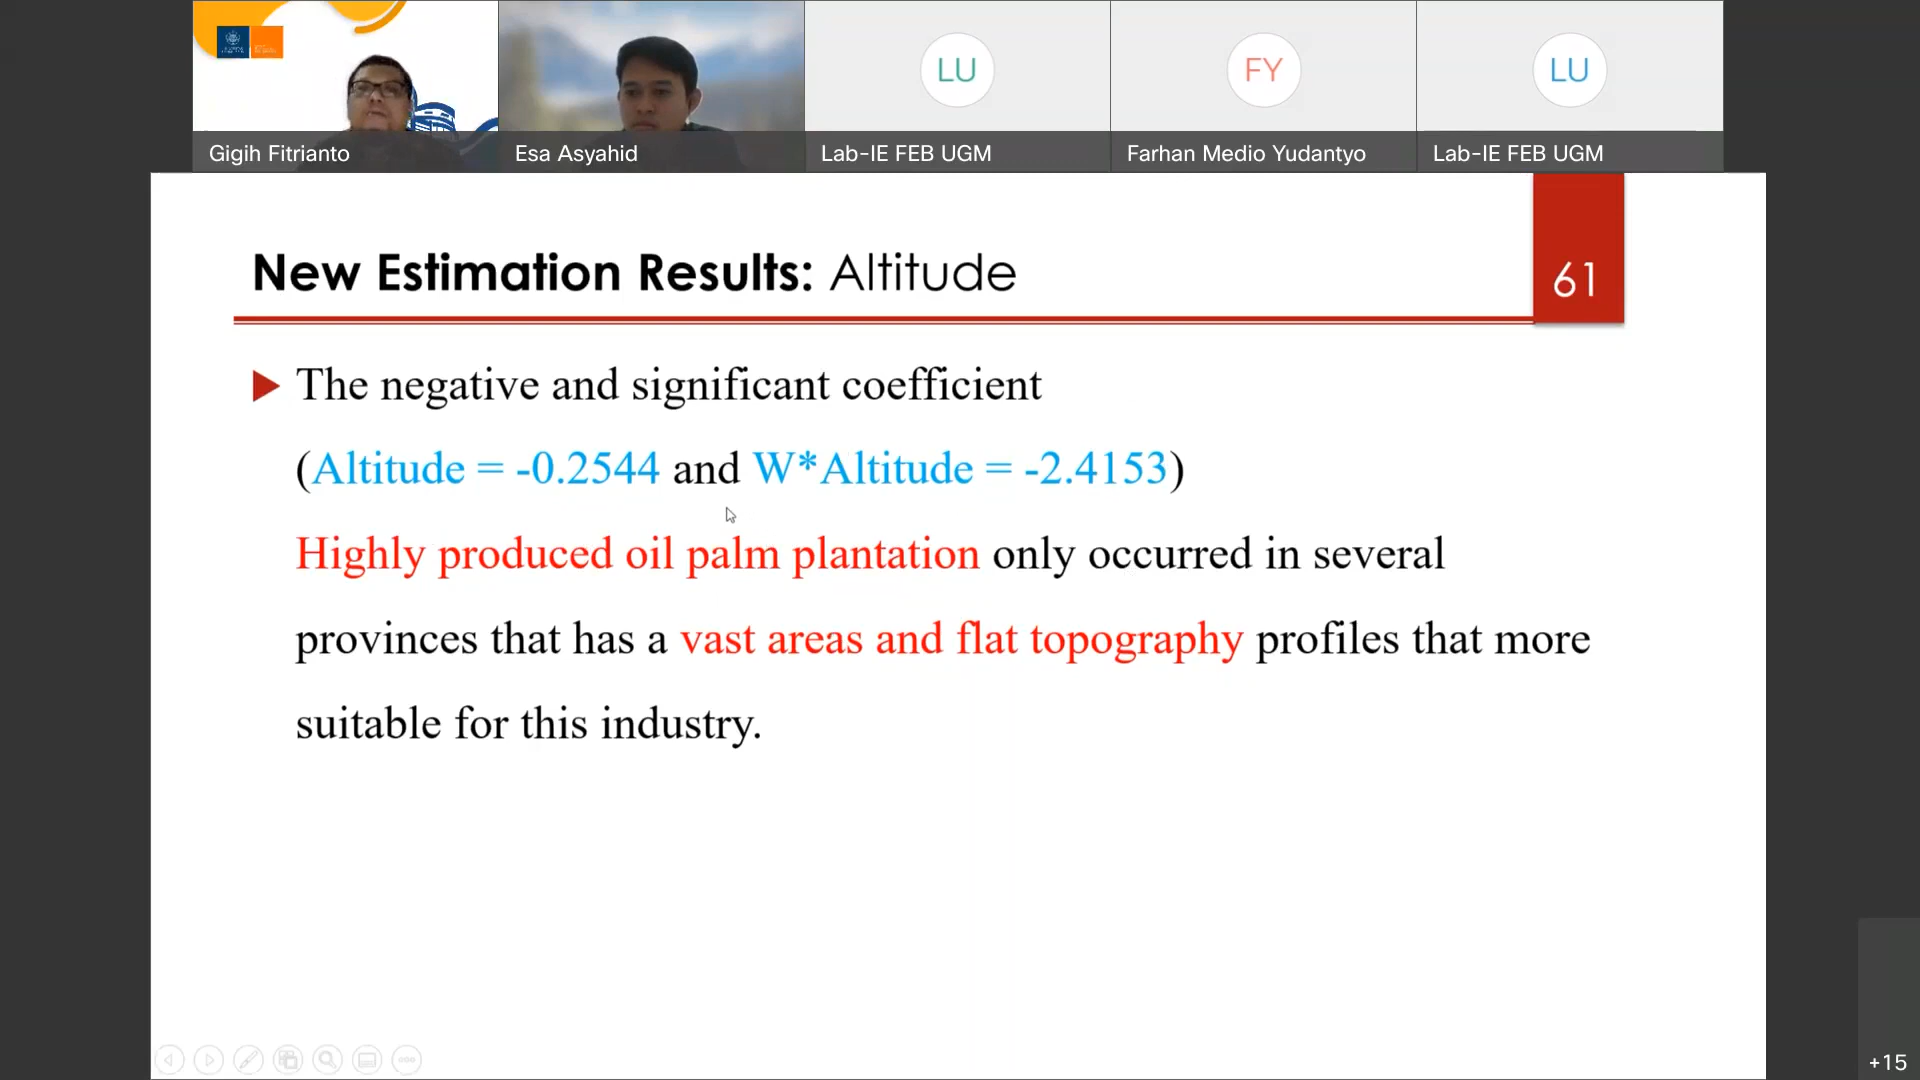 LU
FY
LU
Gigih Fitrianto
Esa Asyahid
Lab-IE FEB UGM
Farhan Medio Yudantyo
Lab-IE FEB UGM
New Estimation Results: Altitude
61
The negative and significant coefficient
(Altitude = -0.2544 and W*Altitude = -2.4153)
Highly produced oil palm plantation only occurred in several
provinces that has a vast areas and flat topography profiles that more
suitable for this industry.
+15